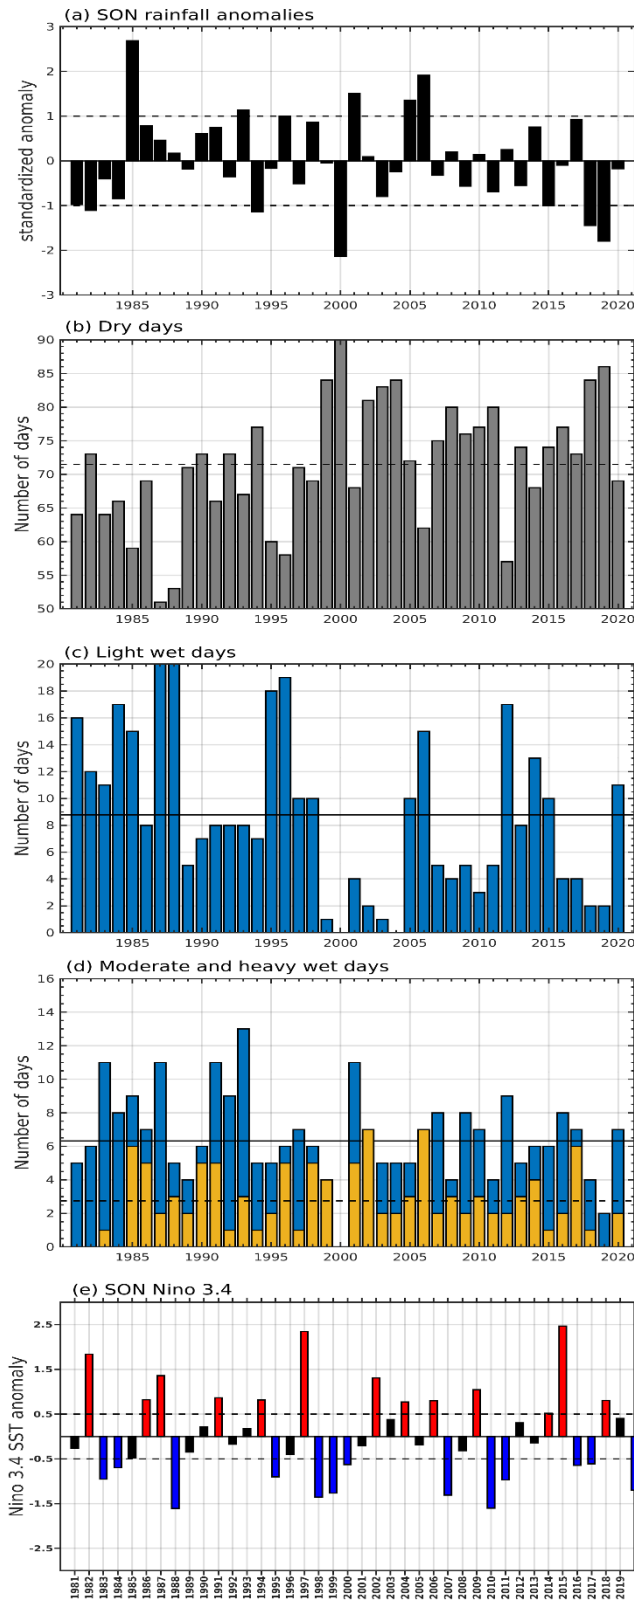 (a) SON rainfall anomalies
3
2
1
0
-1
-2
-3
standardized anomaly
1985 1990 1995 2000 2005 2010 2015 2020
(b) Dry days
90
85
80
75
70
65
60
55
50
Number of days
1985 1990 1995 2000 2005 2010 2015 2020
(c) Light wet days
20
18
16
14
12
10
8
6
4
2
0
Number of days
1985 1990 1995 2000 2005 2010 2015 2020
(d) Moderate and heavy wet days
16
14
12
10
8
6
4
2
0
Number of days
1985 1990 1995 2000 2005 2010 2015 2020
(e) SON Nino 3.4
2.5
1.5
0.5
-0.5
-1.5
-2.5
Nino 3.4 SST anomaly
1981 1982 1983 1984 1985 1986 1987 1988 1989 1990 1991 1992 1993 1994 1995 1996 1997 1998 1999 2000 2001 2002 2003 2004 2005 2006 2007 2008 2009 2010 2011 2012 2013 2014 2015 2016 2017 2018 2019